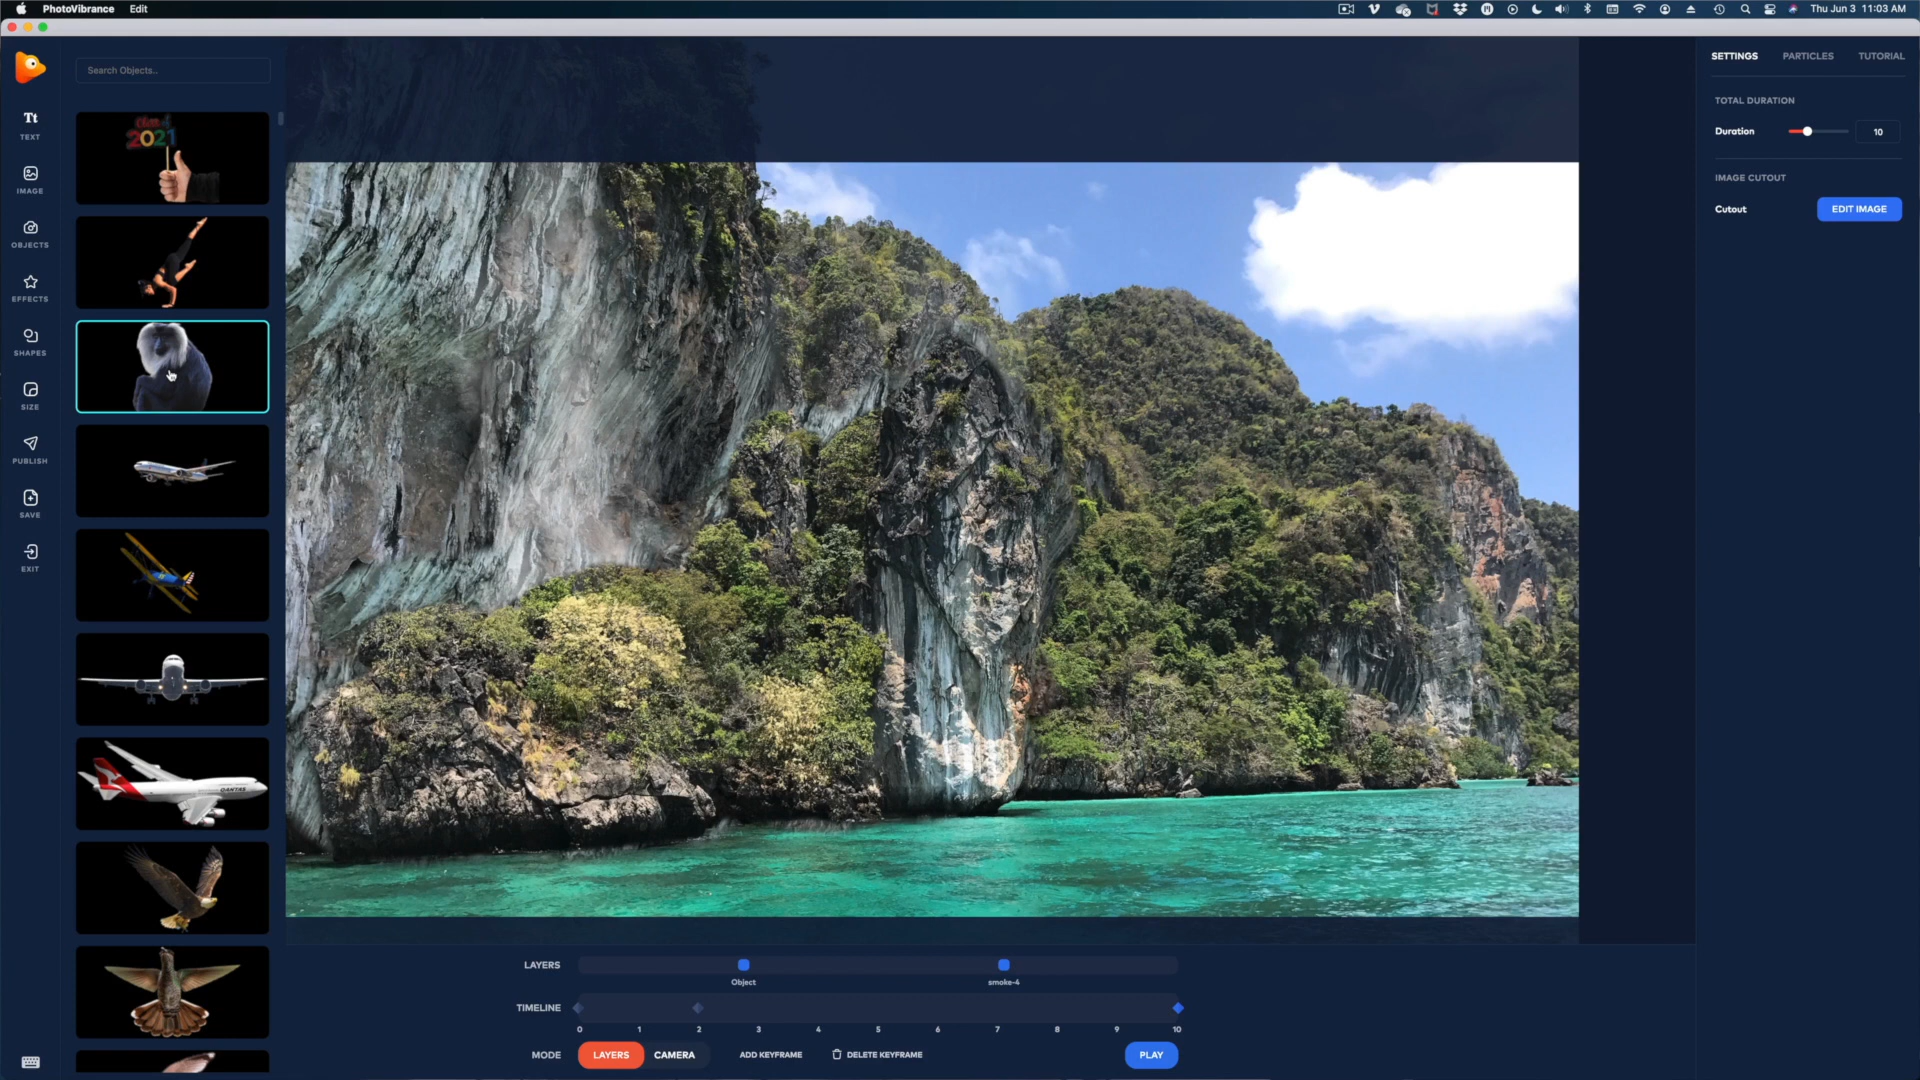 PhotoVibrance Edit
Thu Jun 3 11:03 AM
Search Objects..
SETTINGS PARTICLES TUTORIAL
TOTAL DURATION
Duration 10
IMAGE CUTOUT
Cutout EDIT IMAGE
Tt
TEXT
IMAGE
OBJECTS
EFFECTS
SHAPES
SIZE
PUBLISH
SAVE
EXIT
2021
QANTAS
LAYERS
Object smoke-4
TIMELINE
0 1 2 3 4 5 6 7 8 9 10
MODE LAYERS CAMERA ADD KEYFRAME DELETE KEYFRAME PLAY